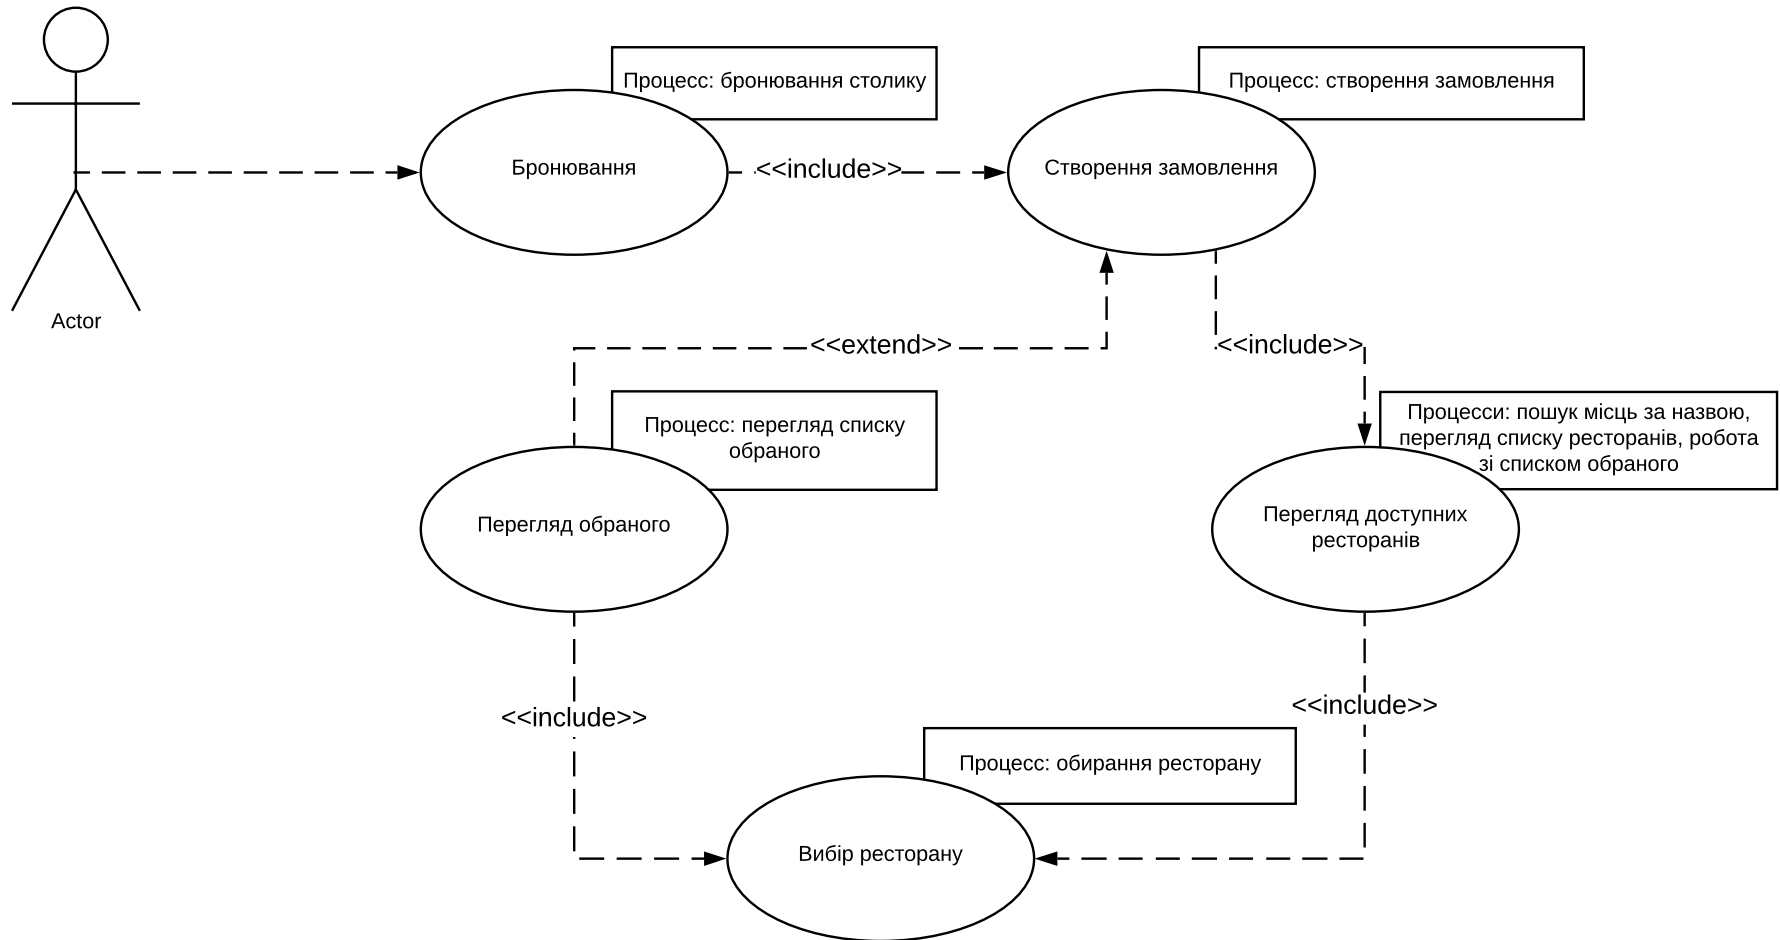 Процесс: бронювання столику
Процесс: створення замовлення
Бронювання
<<include>>
Створення замовлення
Actor
<<extend>>
<<include>>
Процесс: перегляд списку
обраного
Процесси: пошук місць за назвою,
перегляд списку ресторанів, робота
зі списком обраного
Перегляд обраного
Перегляд доступних
ресторанів
<<include>>
<<include>>
Процесс: обирання ресторану
Вибір ресторану